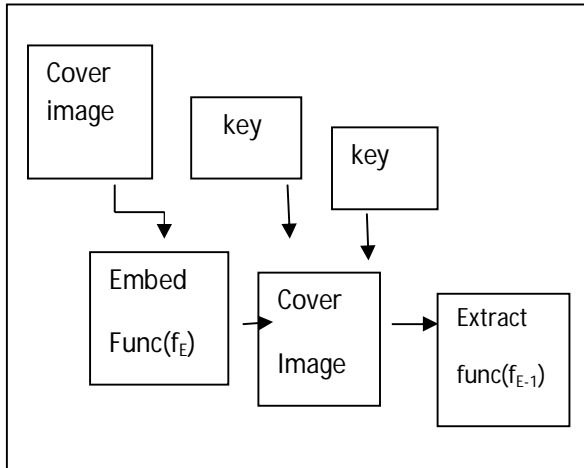 Cover
image
key
key
Embed
Func(fE)
Cover
Image
Extract
func(fE-1)